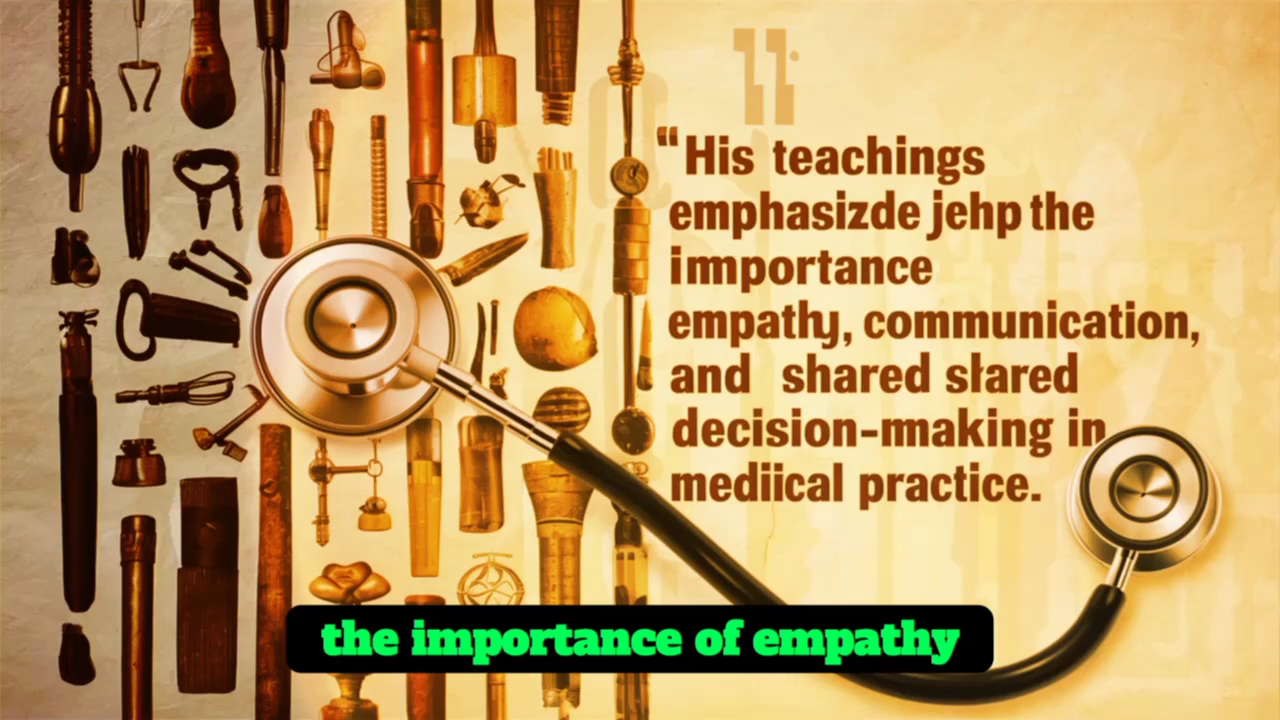 "His teachings
emphasizde jehp the
importance
empathy, communication,
and shared slared
decision-rnaking in
mediical practice.
the importance of empathy